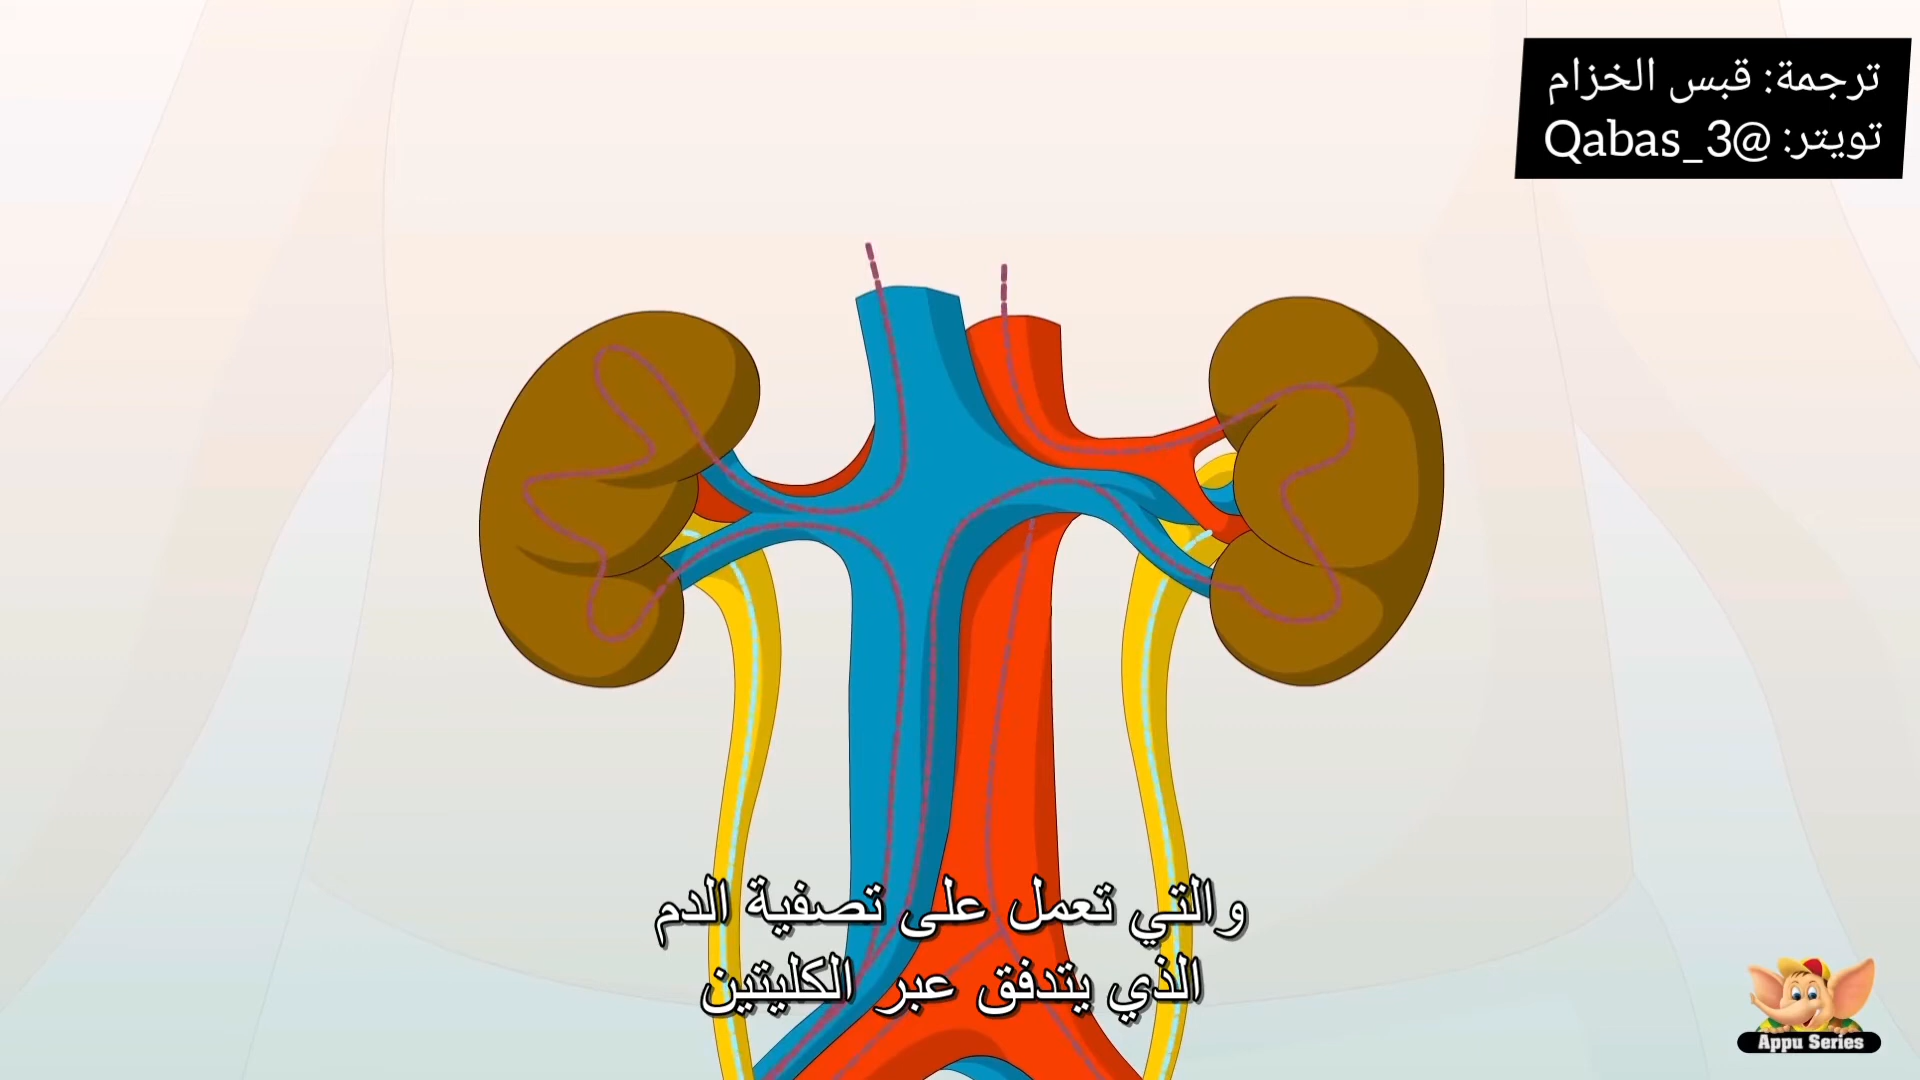 ترجمة: قبس الخزام
تويتر: @Qabas_3
والتي تعمل على تصفية الدم
الذي يتدفق عبر الكليتين
Appu Series